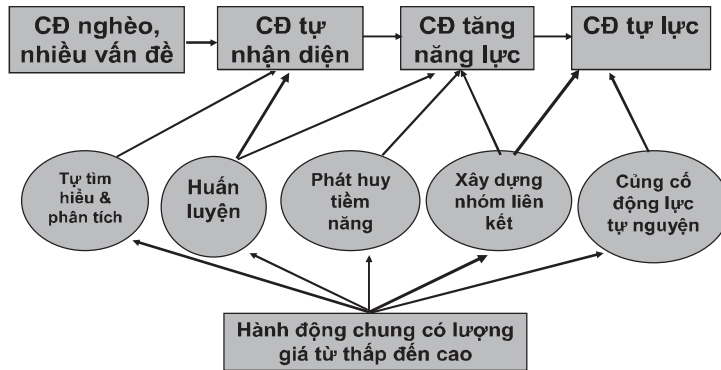 CĐ nghèo,
nhiều vấn đề
CĐ tự
nhận diện
CĐ tăng
năng lực
CĐ tự lực
Tự tìm
hiểu &
phân tích
Huấn
luyện
Phát huy
tiềm
năng
Xây dựng
nhóm liên
kết
Củng cố
động lực
tự nguyện
Hành động chung có lượng
giá từ thấp đến cao